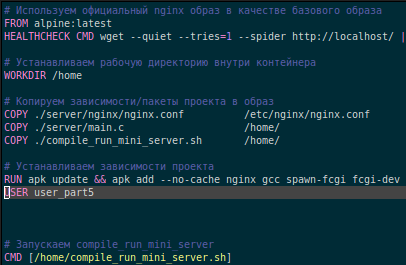 # Используем официальный nginx образ в качестве базового образа
FROM alpine:latest
HEALTHCHECK CMD wget --quiet --tries=1 --spider http://localhost/ |
# Устанавливаем рабочую директорию внутри контейнера
WORKDIR /home
# Копируем зависимости/пакеты проекта в образ
COPY ./server/nginx/nginx.conf /etc/nginx/nginx.conf
COPY ./server/main.c /home/
COPY ./compile_run_mini_server.sh /home/
# Устанавливаем зависимости проекта
RUN apk update && apk add --no-cache nginx gcc spawn-fcgi fcgi-dev
USER user_part5
# Запускаем compile_run_mini_server
CMD [/home/compile_run_mini_server.sh]